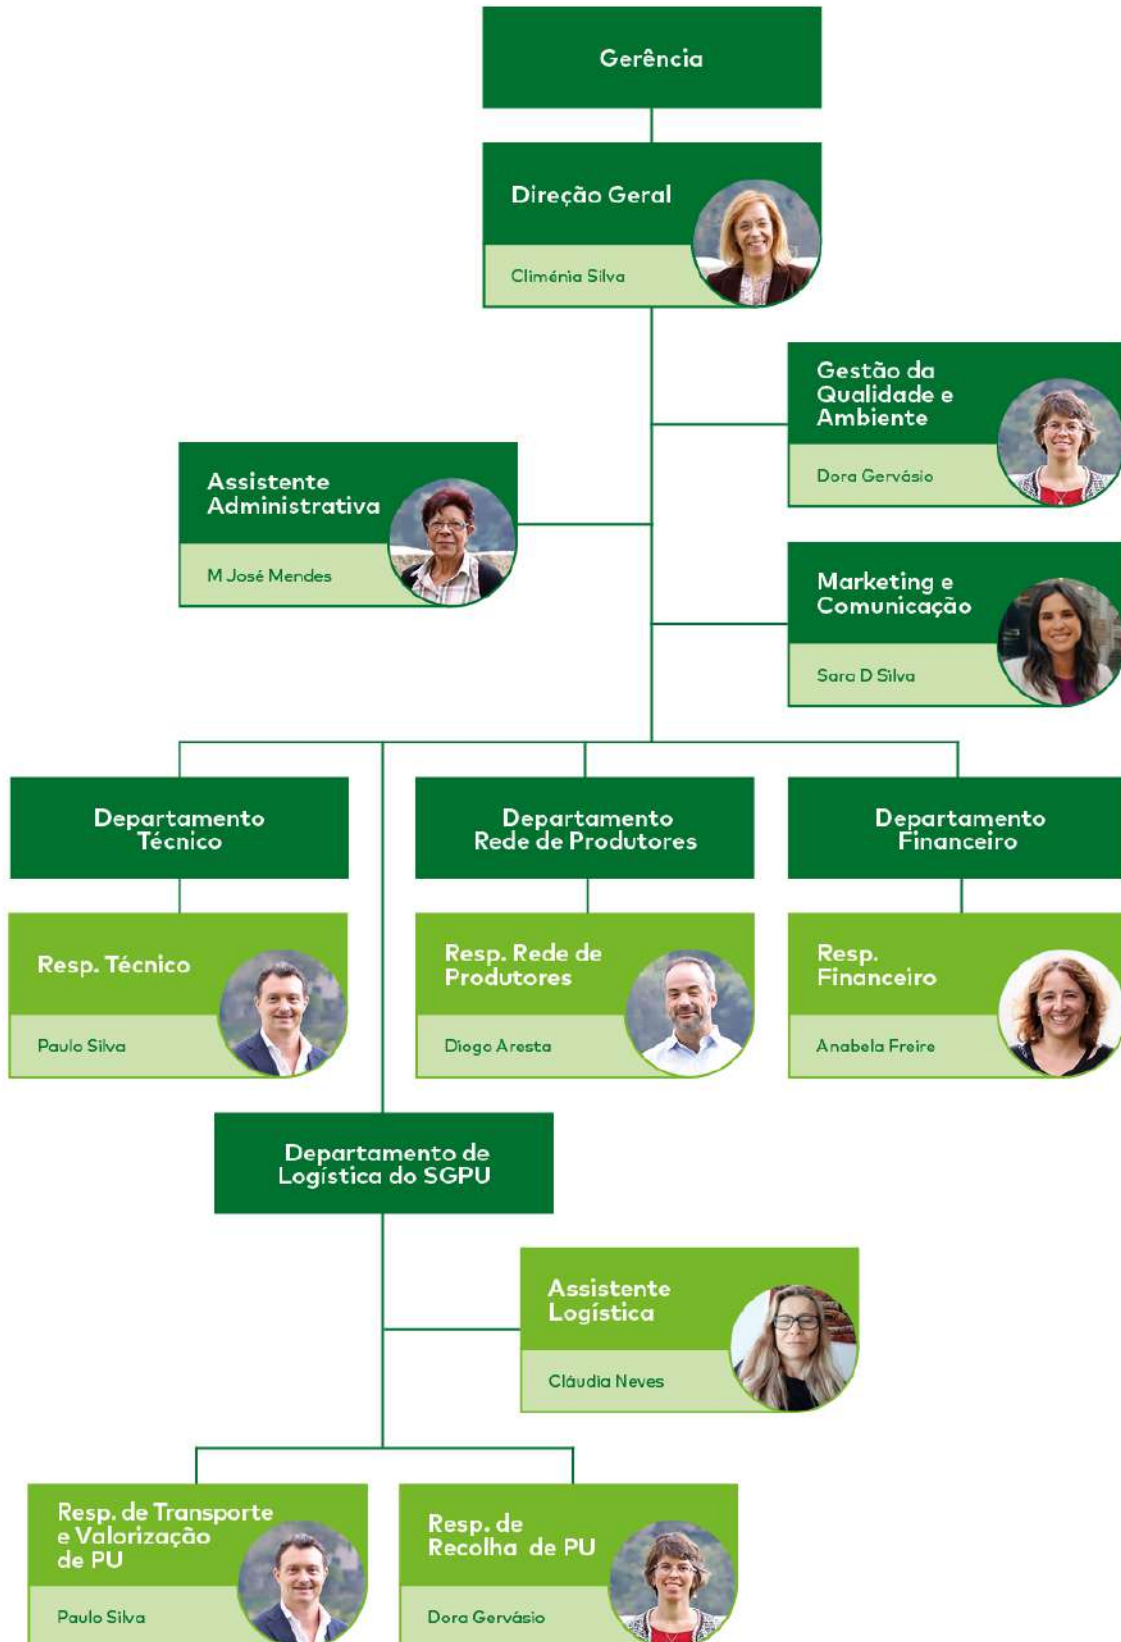 Gerência
Direção Geral
Climénia Silva
Gestão da
Qualidade e
Ambiente
Dora Gervásio
Assistente
Administrativa
M José Mendes
Marketing e
Comunicação
Sara D Silva
Departamento
Técnico
Departamento
Rede de Produtores
Departamento
Financeiro
Resp. Técnico
Paulo Silva
Resp. Rede de
Produtores
Diogo Aresta
Resp.
Financeiro
Anabela Freire
Departamento de
Logística do SGPU
Assistente
Logística
Cláudia Neves
Resp. de Transporte
e Valorização
de PU
Paulo Silva
Resp. de
Recolha de PU
Dora Gervásio